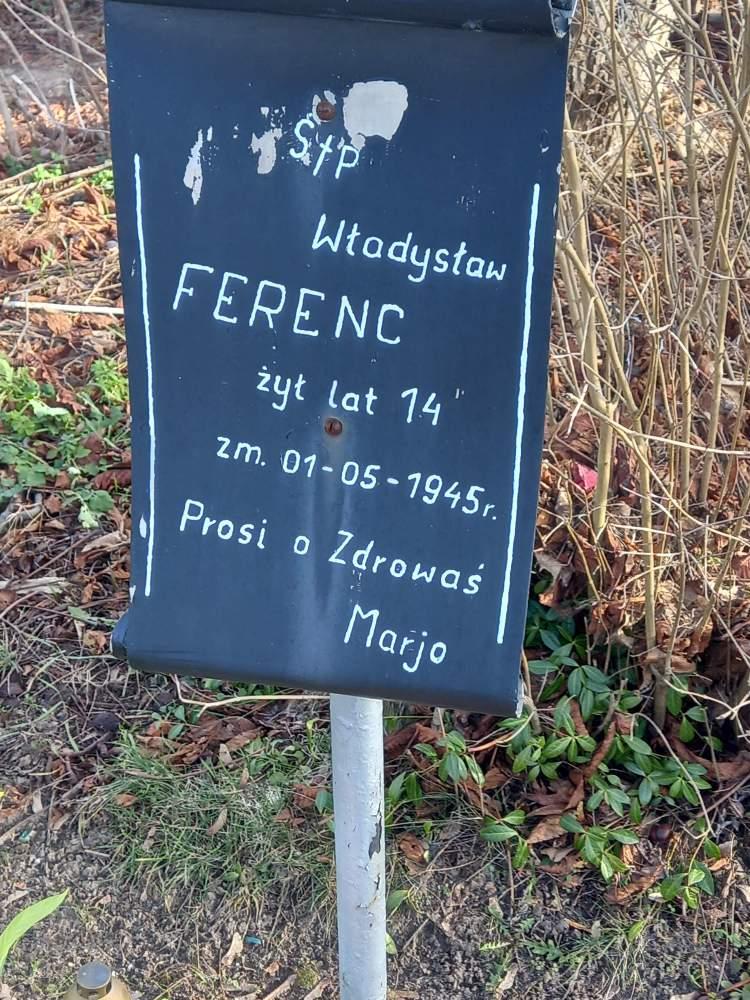 Ś†P
Władysław
FERENC
żył lat 14
zm. 01-05-1945r.
Prosi o Zdrowaś
Marjo